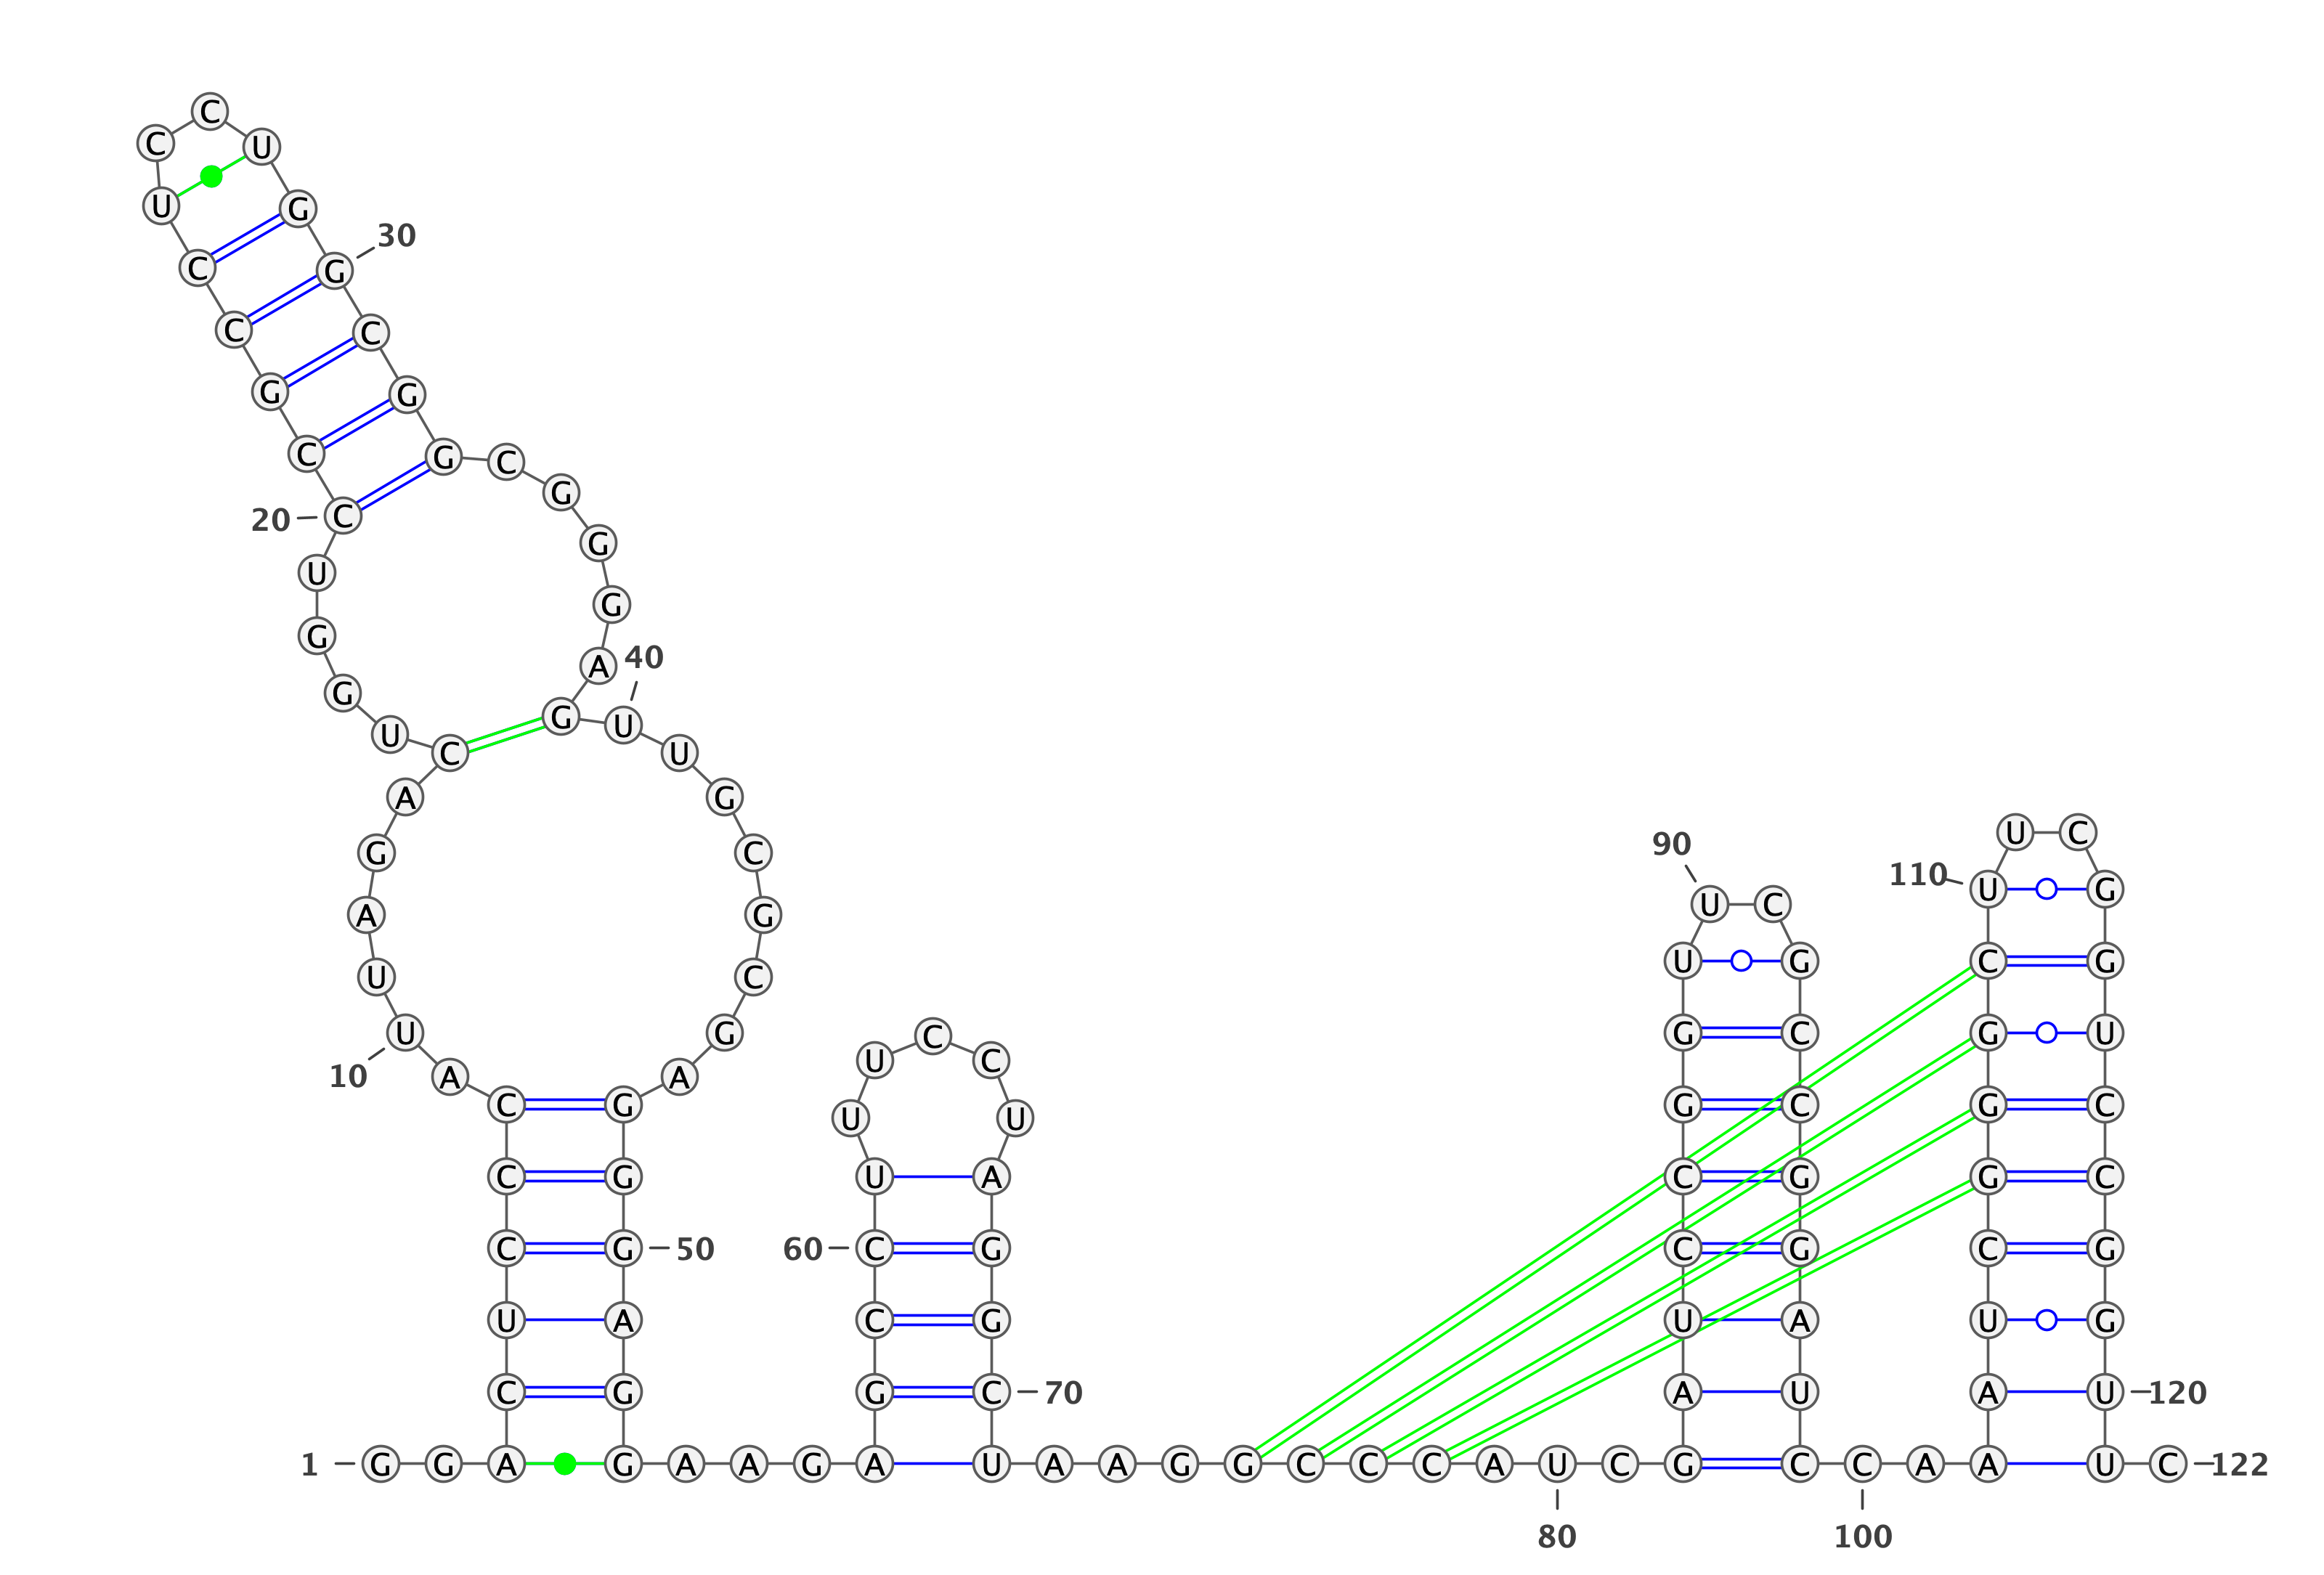 C
C U
U G
30
C G
C C
G G
C G C
G
20 C
G
U
G
G
40
A
G
G U
U C U
A G
U C
90
G C
110 U G
U C
A G
U G C G
U C
U G G C G U
C
U C
10 A A
C G G C G C
U U
C G U A C G G C
C G 50 60 C G C G C G
U A C G U A U G
C G G C 70 A U A U 120
1 G G A G A A G A U A A G G C C C A U C G C C A A U C 122
80 100